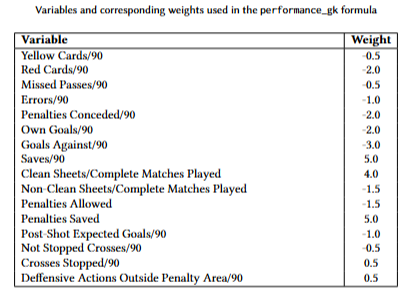 Variables and corresponding weights used in the performance_gk formula
Variable Weight
Yellow Cards/90 -0.5
Red Cards/90 -2.0
Missed Passes/90 -0.5
Errors/90 -1.0
Penalties Conceded/90 -2.0
Own Goals/90 -2.0
Goals Against/90 -3.0
Saves/90 5.0
Clean Sheets/Complete Matches Played 4.0
Non-Clean Sheets/Complete Matches Played -1.5
Penalties Allowed -1.5
Penalties Saved 5.0
Post-Shot Expected Goals/90 -1.0
Not Stopped Crosses/90 -0.5
Crosses Stopped/90 0.5
Deffensive Actions Outside Penalty Area/90 0.5